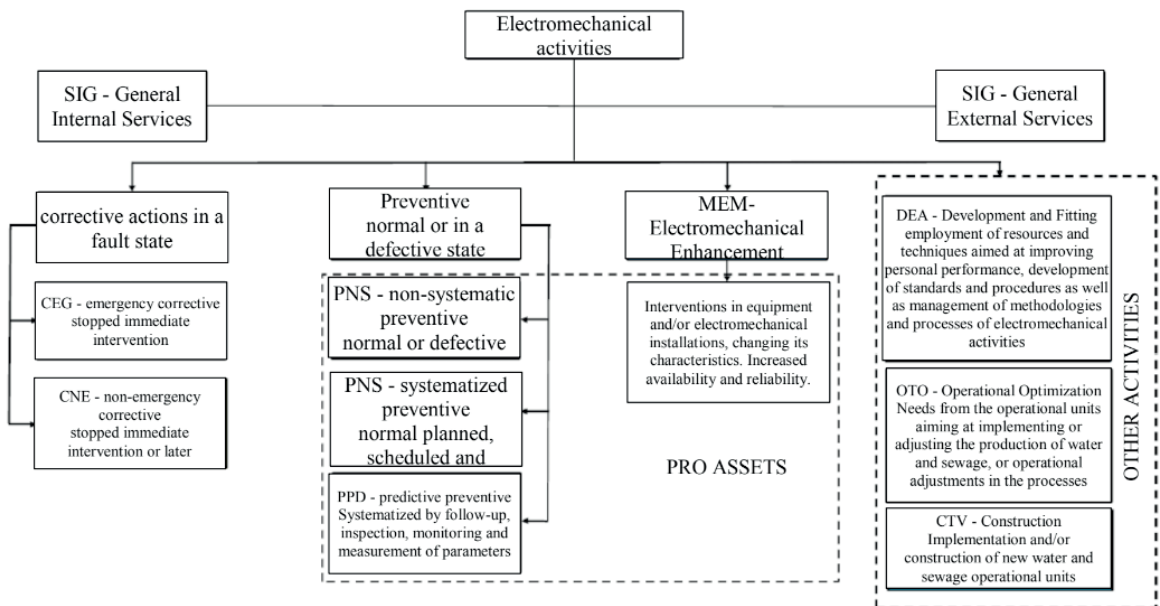 Electromechanical
activities
SIG - General
Internal Services
SIG - General
External Services
corrective actions in a
fault state
CEG - emergency corrective
stopped immediate
intervention
CNE - non-emergency
corrective
stopped immediate
intervention or later
Preventive
normal or in a
defective state
PNS - non-systematic
preventive
normal or defective
PNS - systematized
preventive
normal planned,
scheduled and
PPD - predictive preventive
Systematized by follow-up,
inspection, monitoring and
measurement of parameters
MEM-
Electromechanical
Enhancement
Interventions in equipment
and/or electromechanical
installations, changing its
characteristics. Increased
availability and reliability.
PRO ASSETS
DEA - Development and Fitting
employment of resources and
techniques aimed at improving
personal performance, development
of standards and procedures as well
as management of methodologies
and processes of electromechanical
activities
OTO - Operational Optimization
Needs from the operational units
aiming at implementing or
adjusting the production of water
and sewage, or operational
adjustments in the processes
CTV - Construction
Implementation and/or
construction of new water and
sewage operational units
OTHER ACTIVITIES